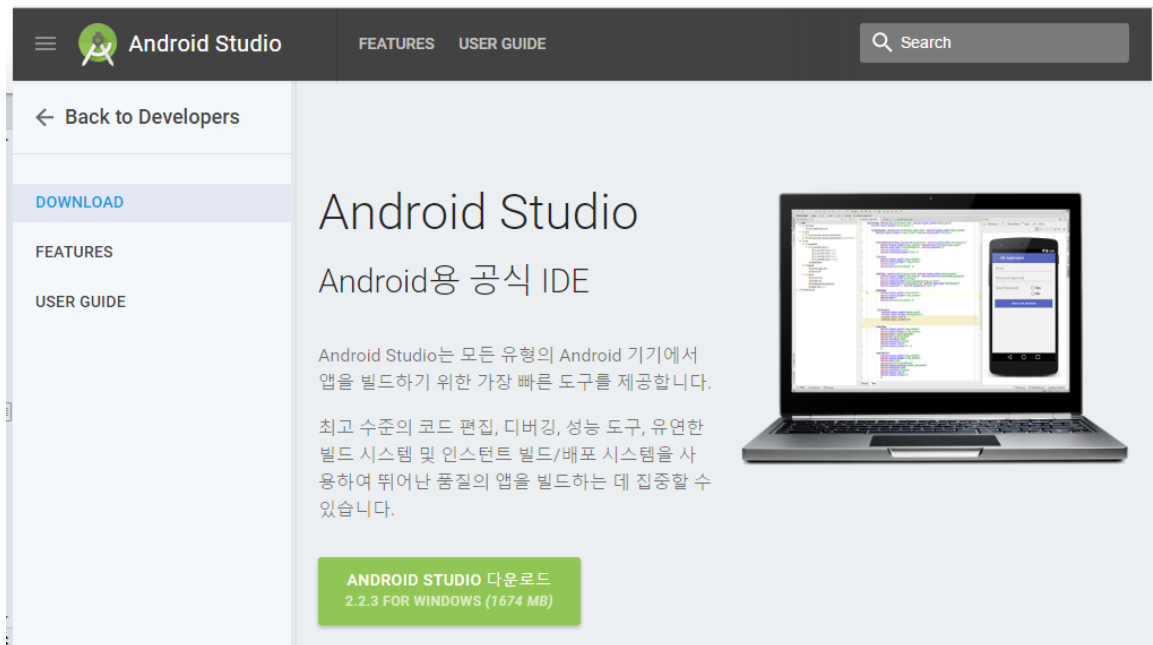 Android Studio
FEATURES
USER GUIDE
Search
Back to Developers
DOWNLOAD
FEATURES
USER GUIDE
Android Studio
Android용 공식 IDE
Android Studio는 모든 유형의 Android 기기에서
앱을 빌드하기 위한 가장 빠른 도구를 제공합니다.
최고 수준의 코드 편집, 디버깅, 성능 도구, 유연한
빌드 시스템 및 인스턴트 빌드/배포 시스템을 사
용하여 뛰어난 품질의 앱을 빌드하는 데 집중할 수
있습니다.
ANDROID STUDIO 다운로드
2.2.3 FOR WINDOWS (1674 MB)